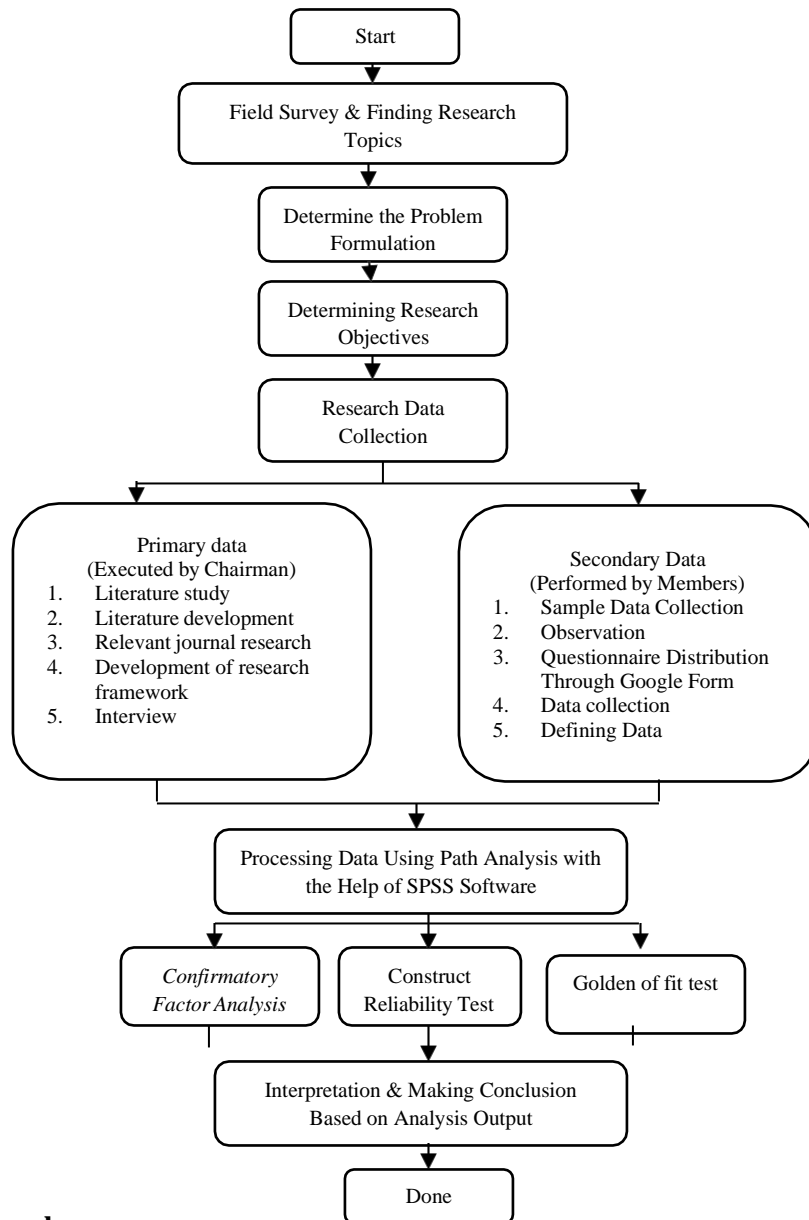 Start
Field Survey & Finding Research
Topics
Determine the Problem
Formulation
Determining Research
Objectives
Research Data
Collection
Primary data
(Executed by Chairman)
1. Literature study
2. Literature development
3. Relevant journal research
4. Development of research
framework
5. Interview
Secondary Data
(Performed by Members)
1. Sample Data Collection
2. Observation
3. Questionnaire Distribution
Through Google Form
4. Data collection
5. Defining Data
Processing Data Using Path Analysis with
the Help of SPSS Software
Confirmatory
Factor Analysis
Construct
Reliability Test
Golden of fit test
Interpretation & Making Conclusion
Based on Analysis Output
Done